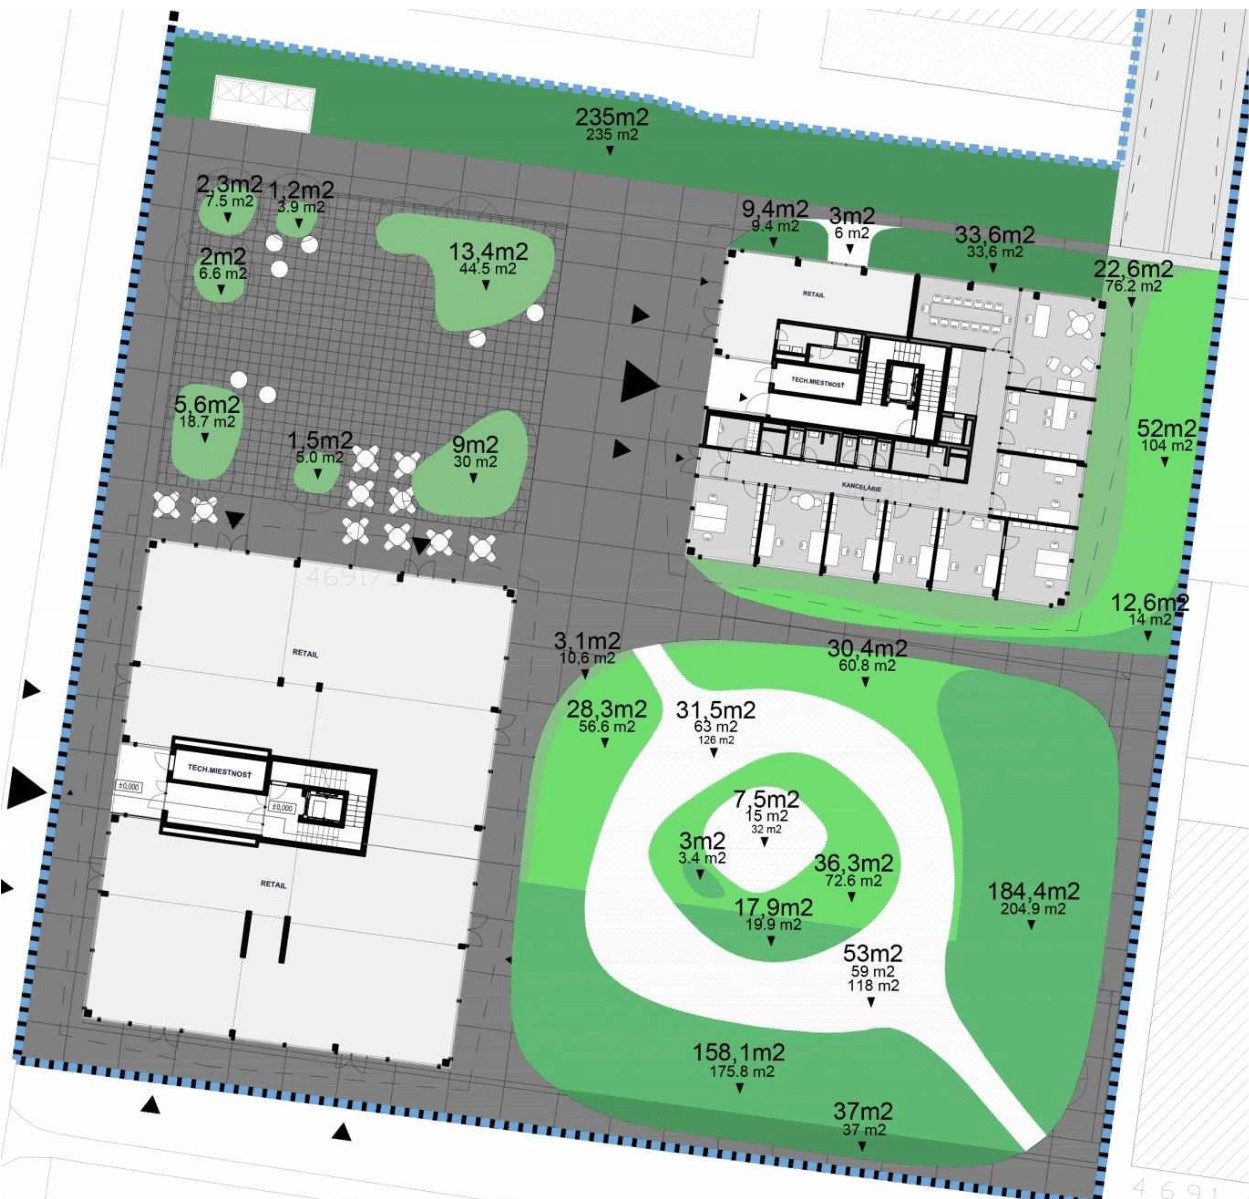 235m2
235 m2
2,3m2
7.5 m2
1,2m2
3.9 m2
9,4m2
9.4 m2
3m2
6 m2
33,6m2
33,6 m2
13,4m2
44.5 m2
2m2
6.6 m2
22,6m2
76.2 m2
RETAIL
TECH.MIESTNOSŤ
5,6m2
18.7 m2
1,5m2
5.0 m2
9m2
30 m2
52m2
104 m2
KANCELÁRIE
4691/
12,6m2
14 m2
RETAIL
3,1m2
10,6 m2
30,4m2
60.8 m2
28,3m2
56.6 m2
31,5m2
63 m2
126 m2
TECH.MIESTNOSŤ
±0,000
±0,000
7,5m2
15 m2
32 m2
3m2
3.4 m2
36,3m2
72.6 m2
RETAIL
17,9m2
19.9 m2
184,4m2
204.9 m2
53m2
59 m2
118 m2
158,1m2
175.8 m2
37m2
37 m2
4691